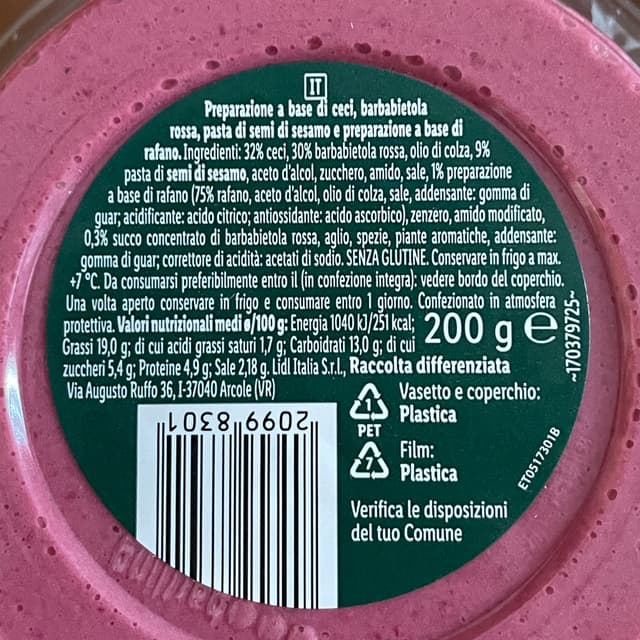 IT
Preparazione a base di ceci, barbabietola
rossa, pasta di semi di sesamo e preparazione a base di
rafano. Ingredienti: 32% ceci, 30% barbabietola rossa, olio di colza, 9%
pasta di semi di sesamo, aceto d'alcol, zucchero, amido, sale, 1% preparazione
a base di rafano (75% rafano, aceto d'alcol, olio di colza, sale, addensante: gomma di
guar; acidificante: acido citrico; antiossidante: acido ascorbico), zenzero, amido modificato,
0,3% succo concentrato di barbabietola rossa, aglio, spezie, piante aromatiche, addensante:
gomma di guar; correttore di acidità: acetati di sodio. SENZA GLUTINE. Conservare in frigo a max.
+7 °C. Da consumarsi preferibilmente entro il (in confezione integra): vedere bordo del coperchio.
Una volta aperto conservare in frigo e consumare entro 1 giorno. Confezionato in atmosfera
protettiva. Valori nutrizionali medi ø/100 g: Energia 1040 kJ/251 kcal;
Grassi 19,0 g; di cui acidi grassi saturi 1,7 g; Carboidrati 13,0 g; di cui
zuccheri 5,4 g; Proteine 4,9 g; Sale 2,18 g. Lidl Italia S.r.l.,
Via Augusto Ruffo 36, I-37040 Arcole (VR)
200 g e
~170379725~
Raccolta differenziata
1
PET
Vasetto e coperchio:
Plastica
7
Film:
Plastica
Verifica le disposizioni
del tuo Comune
ET0517301B
2099 8301